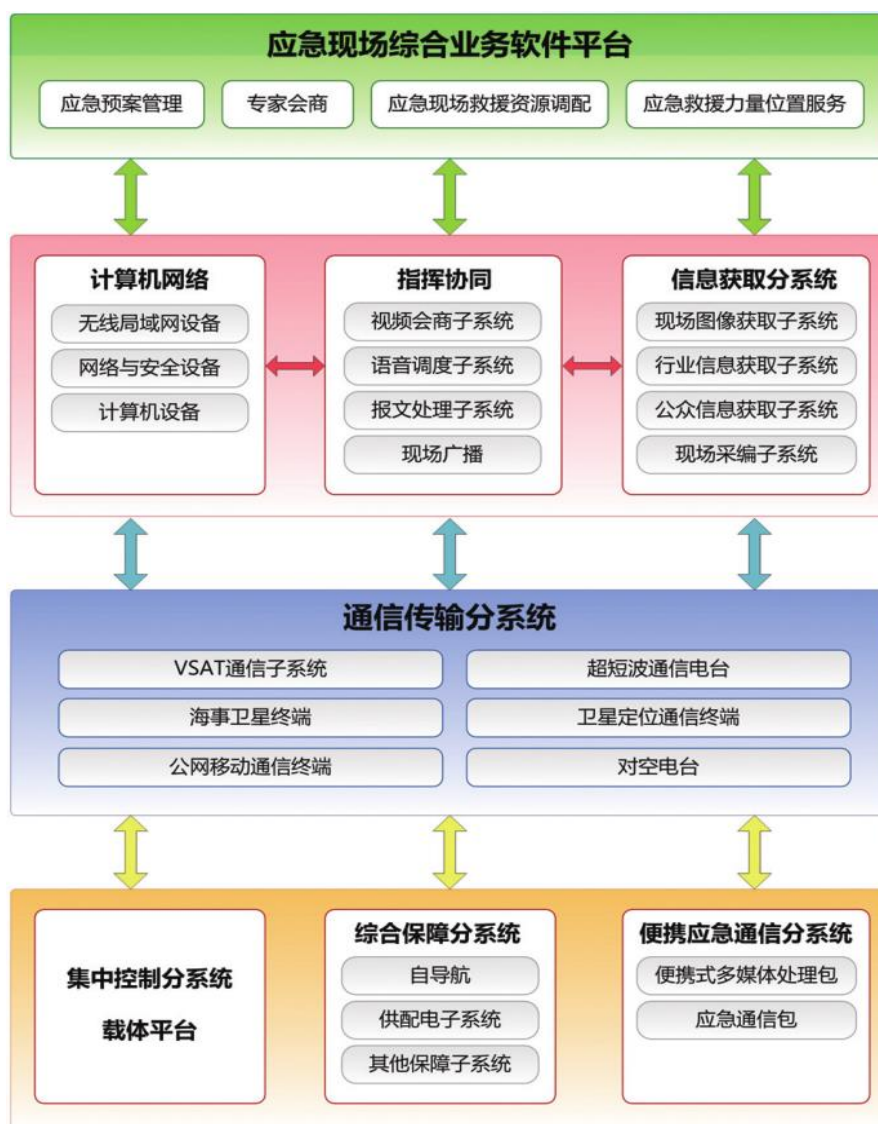 应急现场综合业务软件平台
应急预案管理
专家会商
应急现场救援资源调配
应急救援力量位置服务
计算机网络
无线局域网设备
网络与安全设备
计算机设备
指挥协同
视频会商子系统
语音调度子系统
报文处理子系统
现场广播
信息获取分系统
现场图像获取子系统
行业信息获取子系统
公众信息获取子系统
现场采编子系统
通信传输分系统
VSAT通信子系统
超短波通信电台
海事卫星终端
卫星定位通信终端
公网移动通信终端
对空电台
集中控制分系统
载体平台
综合保障分系统
自导航
供配电子系统
其他保障子系统
便携应急通信分系统
便携式多媒体处理包
应急通信包